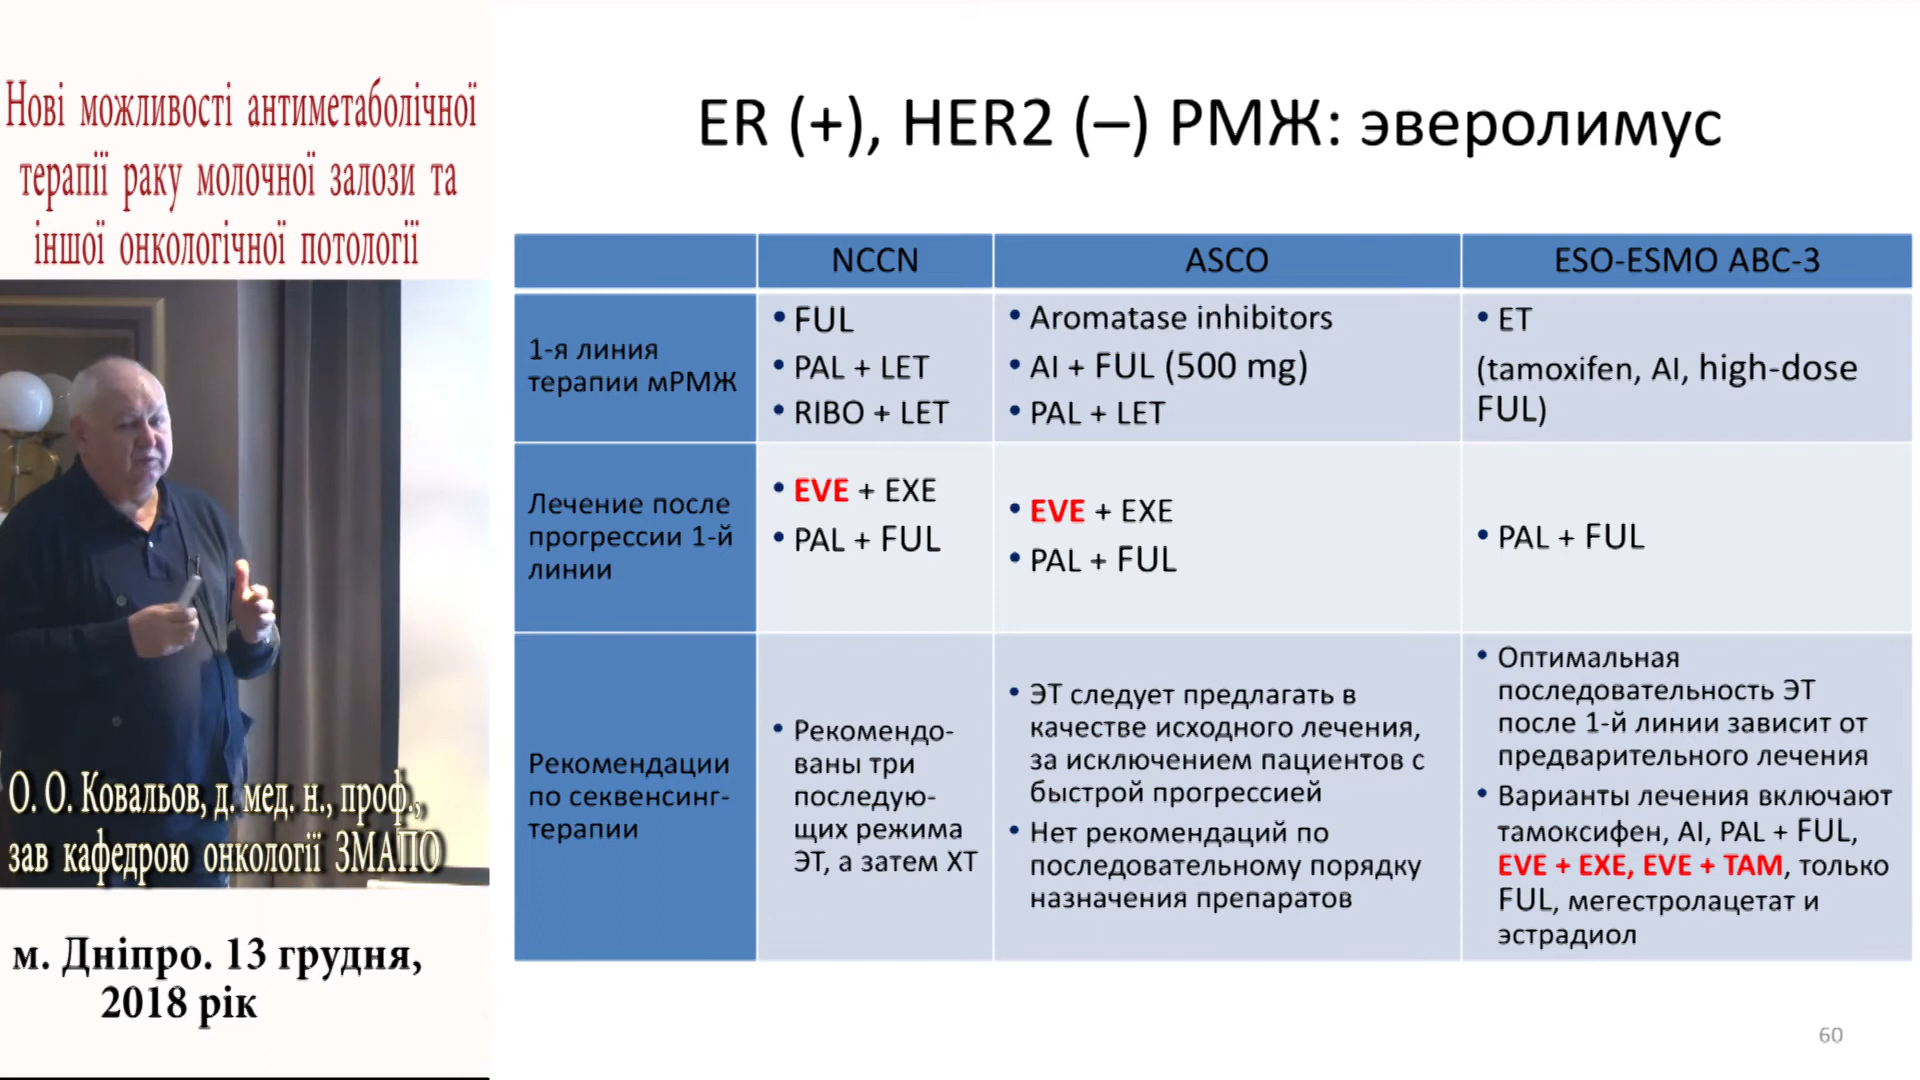 Нові можливості антиметаболічної
терапії раку молочної залози та
іншої онкологічної потології
О. О. Ковальов, д. мед. н., проф.,
зав кафедрою онкології ЗМАПО
м. Дніпро. 13 грудня,
2018 рік
ER (+), HER2 (–) РМЖ: эверолимус
NCCN
ASCO
ESO-ESMO ABC-3
1-я линия
терапии мРМЖ
• FUL
• PAL + LET
• RIBO + LET
• Aromatase inhibitors
• AI + FUL (500 mg)
• PAL + LET
• ET
(tamoxifen, AI, high-dose
FUL)
Лечение после
прогрессии 1-й
линии
• EVE + EXE
• PAL + FUL
• EVE + EXE
• PAL + FUL
• PAL + FUL
Рекомендации
по секвенсинг-
терапии
• Рекомендо-
ваны три
последую-
щих режима
ЭТ, а затем ХТ
• ЭТ следует предлагать в
качестве исходного лечения,
за исключением пациентов с
быстрой прогрессией
• Нет рекомендаций по
последовательному порядку
назначения препаратов
• Оптимальная
последовательность ЭТ
после 1-й линии зависит от
предварительного лечения
• Варианты лечения включают
тамоксифен, AI, PAL + FUL,
EVE + EXE, EVE + TAM, только
FUL, мегестролацетат и
эстрадиол
60